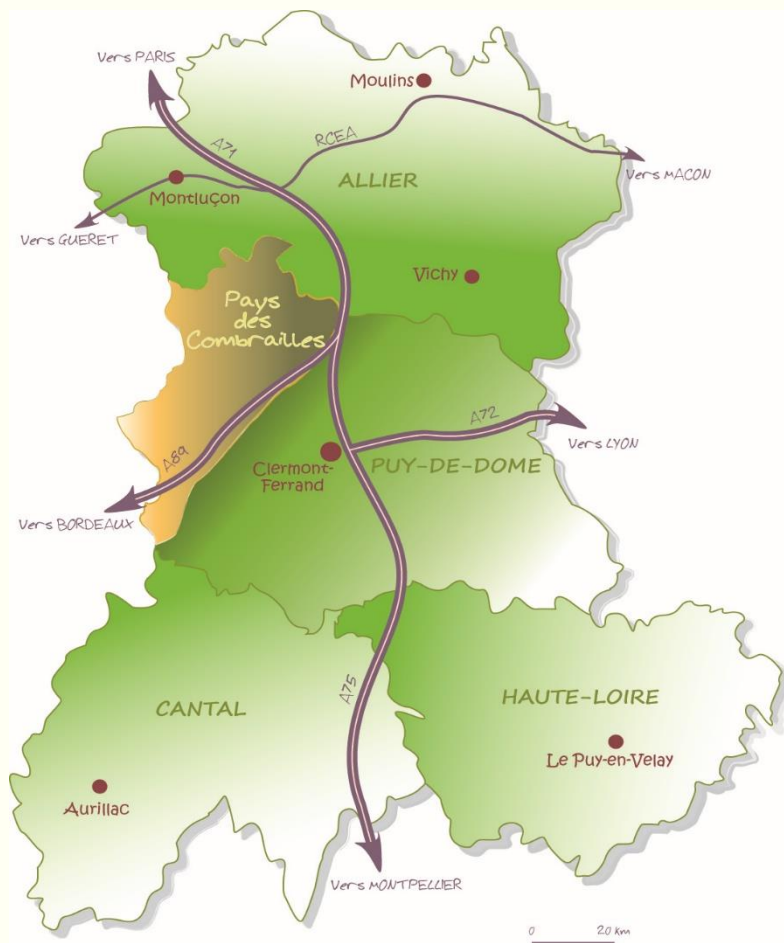 Vers PARIS
Moulins
A71
RCEA
Vers MACON
ALLIER
Montluçon
Vers GUERET
Vichy
Pays
des
Combrailles
A72
Vers LYON
A89
Clermont-
Ferrand
PUY-DE-DOME
Vers BORDEAUX
A75
CANTAL
HAUTE-LOIRE
Le Puy-en-Velay
Aurillac
Vers MONTPELLIER
0 20 km